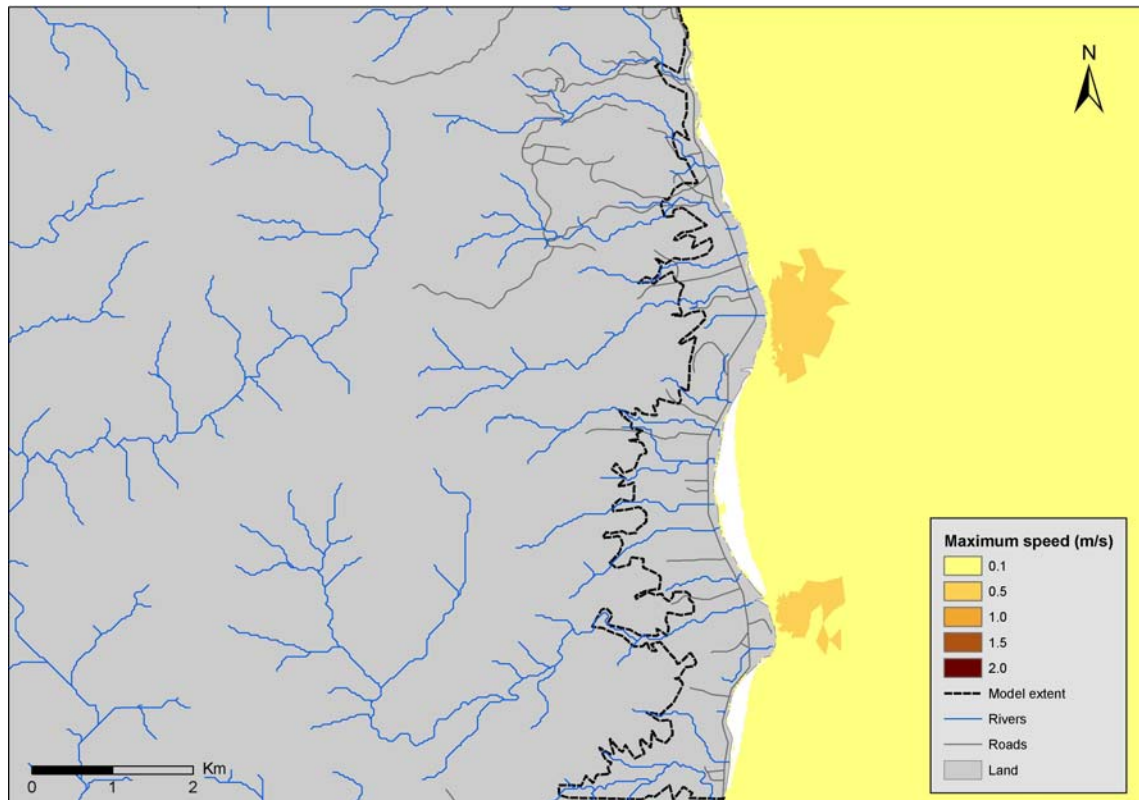 N
Maximum speed (m/s)
0.1
0.5
1.0
1.5
2.0
Model extent
Rivers
Roads
Land
Km
0 1 2